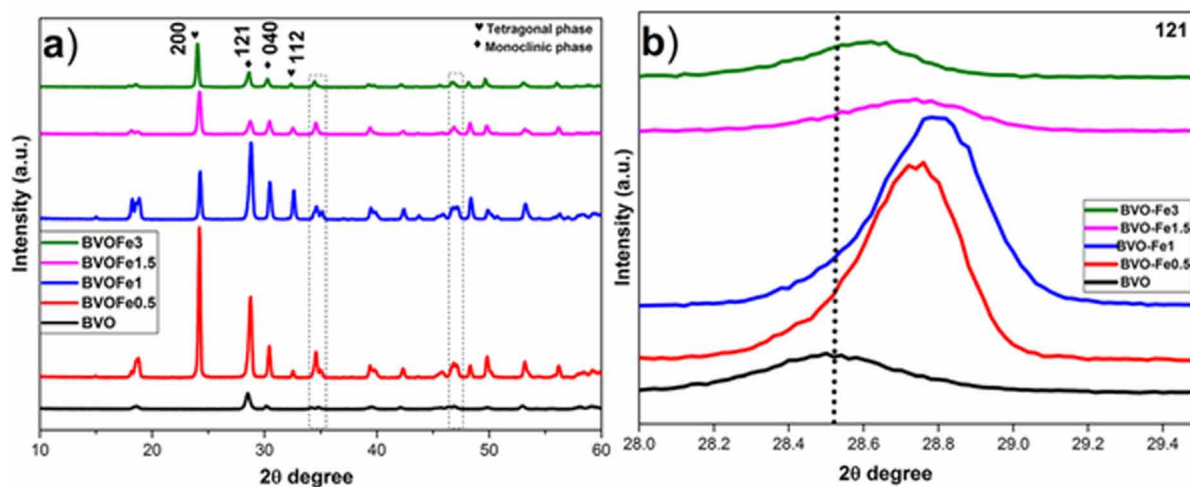 a)
200
121
040
112
♥ Tetragonal phase
♦ Monoclinic phase
Intensity (a.u.)
BVOFe3
BVOFe1.5
BVOFe1
BVOFe0.5
BVO
10 20 30 40 50 60
2θ degree
b)
121
Intensity (a.u.)
BVO-Fe3
BVO-Fe1.5
BVO-Fe1
BVO-Fe0.5
BVO
28.0 28.2 28.4 28.6 28.8 29.0 29.2 29.4
2θ degree